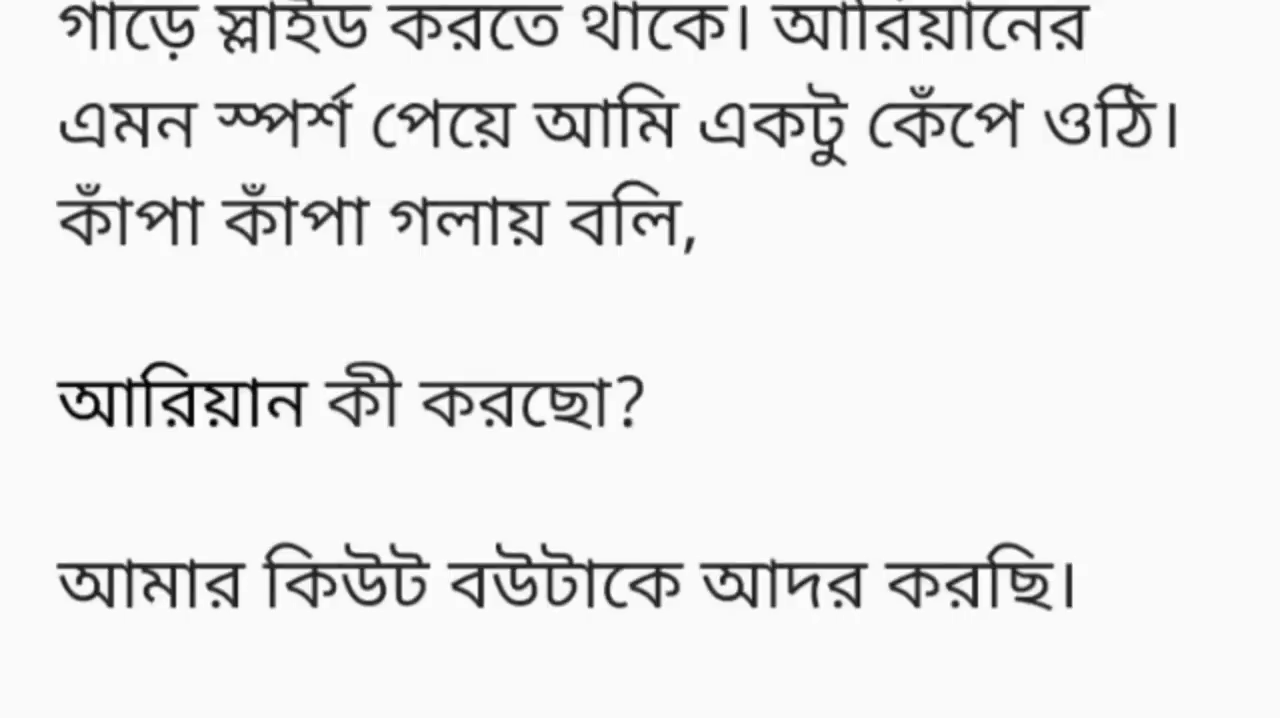 গাড়ে স্লাইড করতে থাকে। আরিয়ানের
এমন স্পর্শ পেয়ে আমি একটু কেঁপে ওঠি।
কাঁপা কাঁপা গলায় বলি,
আরিয়ান কী করছো?
আমার কিউট বউটাকে আদর করছি।